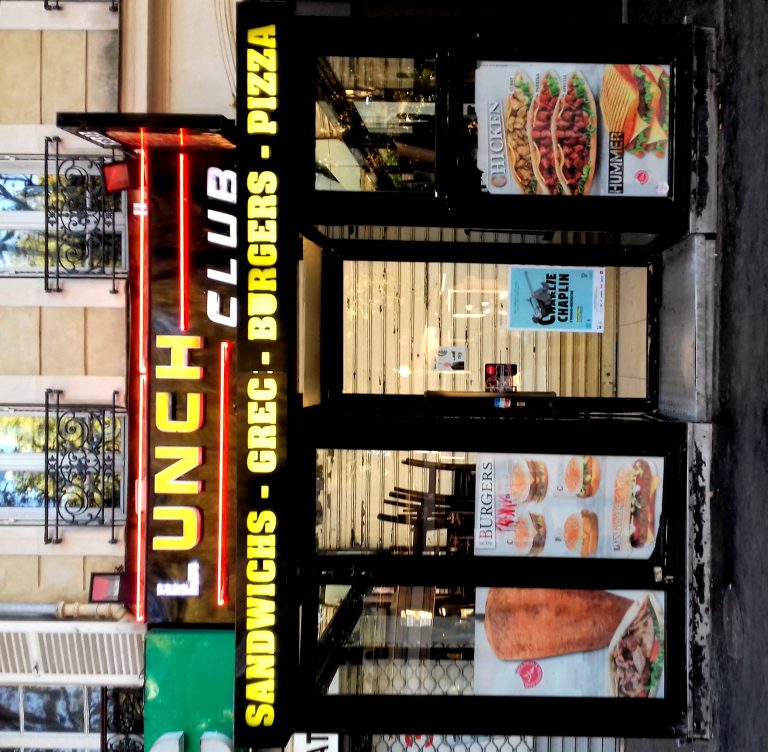 LUNCH
CLUB
SANDWICHS - GREC - BURGERS - PIZZA
BURGERS
CHARLIE
CHAPLIN
CHICKEN
HUMMER